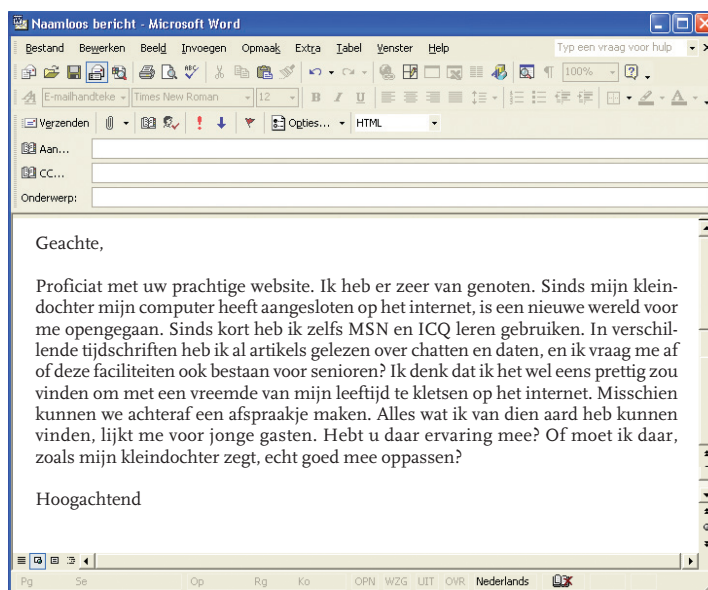 Naamloos bericht - Microsoft Word
Bestand Bewerken Beeld Invoegen Opmaak Extra Tabel Venster Help Typ een vraag voor hulp
100%
E-mailhandteke Times New Roman 12 B I U
Verzenden Opties... HTML
Aan...
CC...
Onderwerp:
Geachte,
Proficiat met uw prachtige website. Ik heb er zeer van genoten. Sinds mijn klein-
dochter mijn computer heeft aangesloten op het internet, is een nieuwe wereld voor
me opengegaan. Sinds kort heb ik zelfs MSN en ICQ leren gebruiken. In verschil-
lende tijdschriften heb ik al artikels gelezen over chatten en daten, en ik vraag me af
of deze faciliteiten ook bestaan voor senioren? Ik denk dat ik het wel eens prettig zou
vinden om met een vreemde van mijn leeftijd te kletsen op het internet. Misschien
kunnen we achteraf een afspraakje maken. Alles wat ik van dien aard heb kunnen
vinden, lijkt me voor jonge gasten. Hebt u daar ervaring mee? Of moet ik daar,
zoals mijn kleindochter zegt, echt goed mee oppassen?
Hoogachtend
Pg Se Op Rg Ko OPN WZG UIT OVR Nederlands